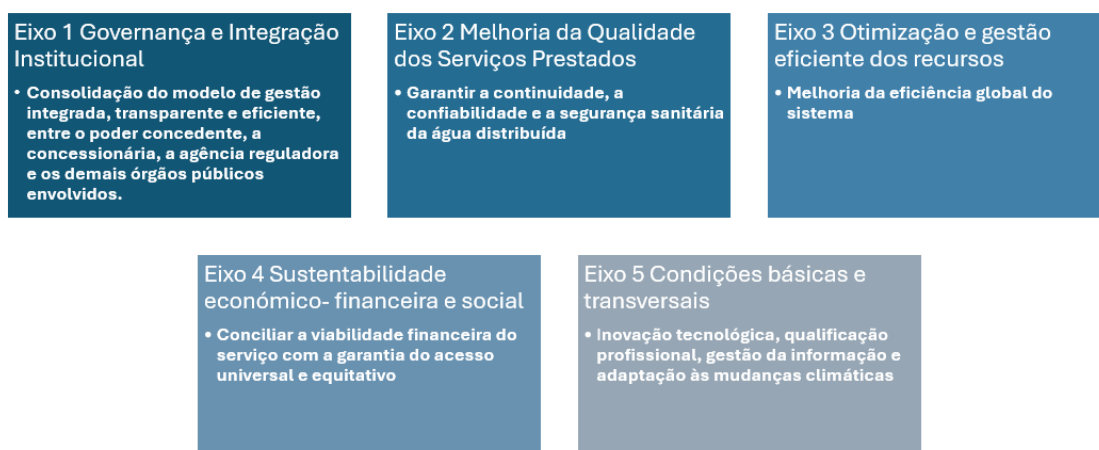 Eixo 1 Governança e Integração
Institucional
• Consolidação do modelo de gestão
integrada, transparente e eficiente,
entre o poder concedente, a
concessionária, a agência reguladora
e os demais órgãos públicos
envolvidos.
Eixo 2 Melhoria da Qualidade
dos Serviços Prestados
• Garantir a continuidade, a
confiabilidade e a segurança sanitária
da água distribuída
Eixo 3 Otimização e gestão
eficiente dos recursos
• Melhoria da eficiência global do
sistema
Eixo 4 Sustentabilidade
económico- financeira e social
• Conciliar a viabilidade financeira do
serviço com a garantia do acesso
universal e equitativo
Eixo 5 Condições básicas e
transversais
• Inovação tecnológica, qualificação
profissional, gestão da informação e
adaptação às mudanças climáticas